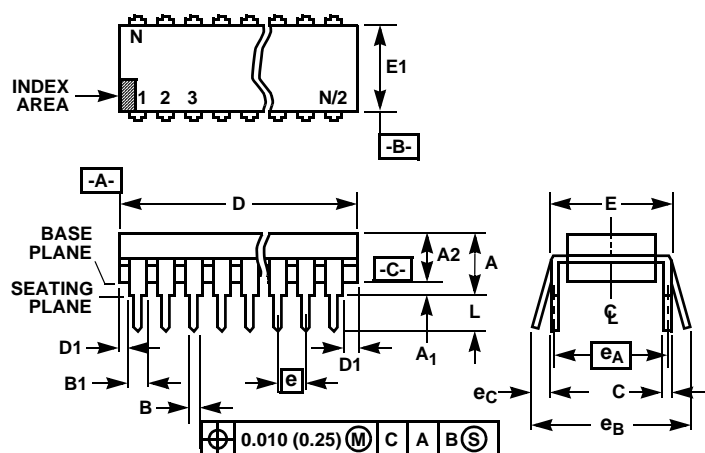 N
INDEX
AREA
1 2 3 N/2
E1
-B-
-A-
D
E
BASE
PLANE
-C-
A2
A
SEATING
PLANE
L
C
L
D1
A1
D1
eA
B1
e
eC
C
B
eB
0.010 (0.25) M C A B S